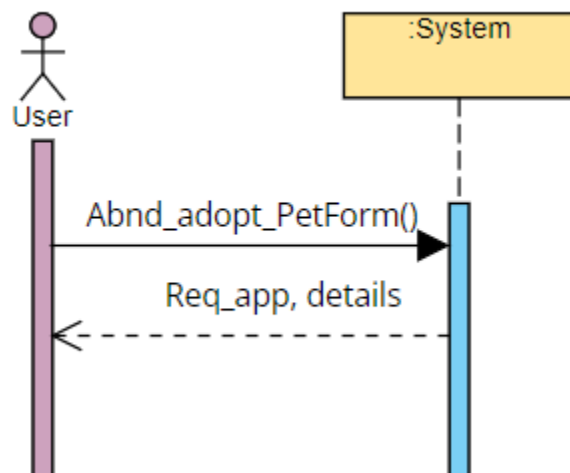 :System
User
Abnd_adopt_PetForm()
Req_app, details